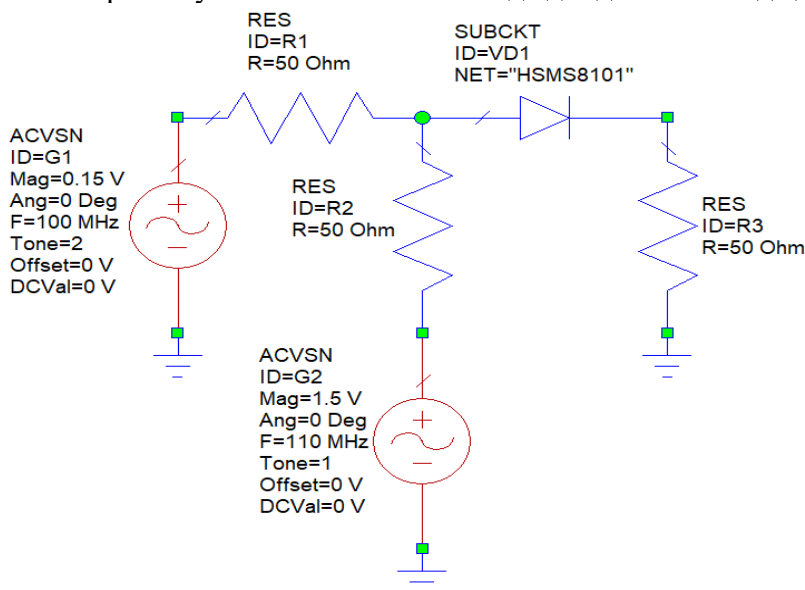 RES
ID=R1
R=50 Ohm
SUBCKT
ID=VD1
NET="HSMS8101"
ACVSN
ID=G1
Mag=0.15 V
Ang=0 Deg
F=100 MHz
Tone=2
Offset=0 V
DCVal=0 V
RES
ID=R2
R=50 Ohm
RES
ID=R3
R=50 Ohm
ACVSN
ID=G2
Mag=1.5 V
Ang=0 Deg
F=110 MHz
Tone=1
Offset=0 V
DCVal=0 V